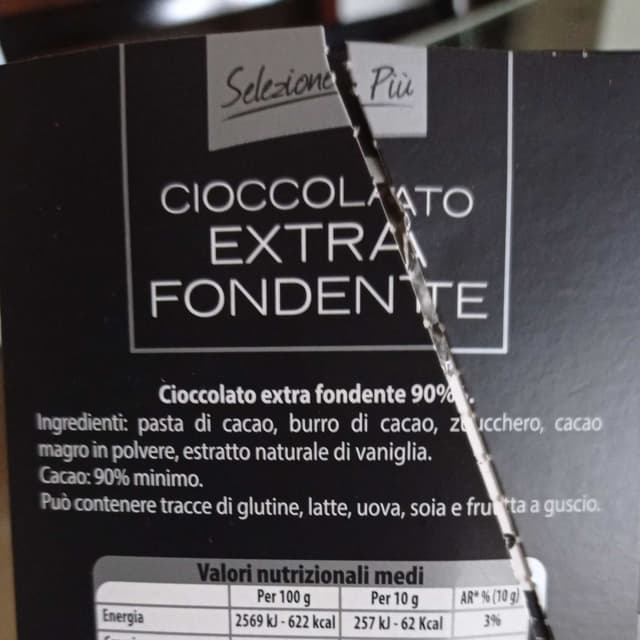 Selezione Più
CIOCCOLATO
EXTRA
FONDENTE
Cioccolato extra fondente 90%.
Ingredienti: pasta di cacao, burro di cacao, zucchero, cacao
magro in polvere, estratto naturale di vaniglia.
Cacao: 90% minimo.
Può contenere tracce di glutine, latte, uova, soia e frutta a guscio.
Valori nutrizionali medi
Per 100 g Per 10 g AR* % (10 g)
Energia 2569 kJ - 622 kcal 257 kJ - 62 Kcal 3%